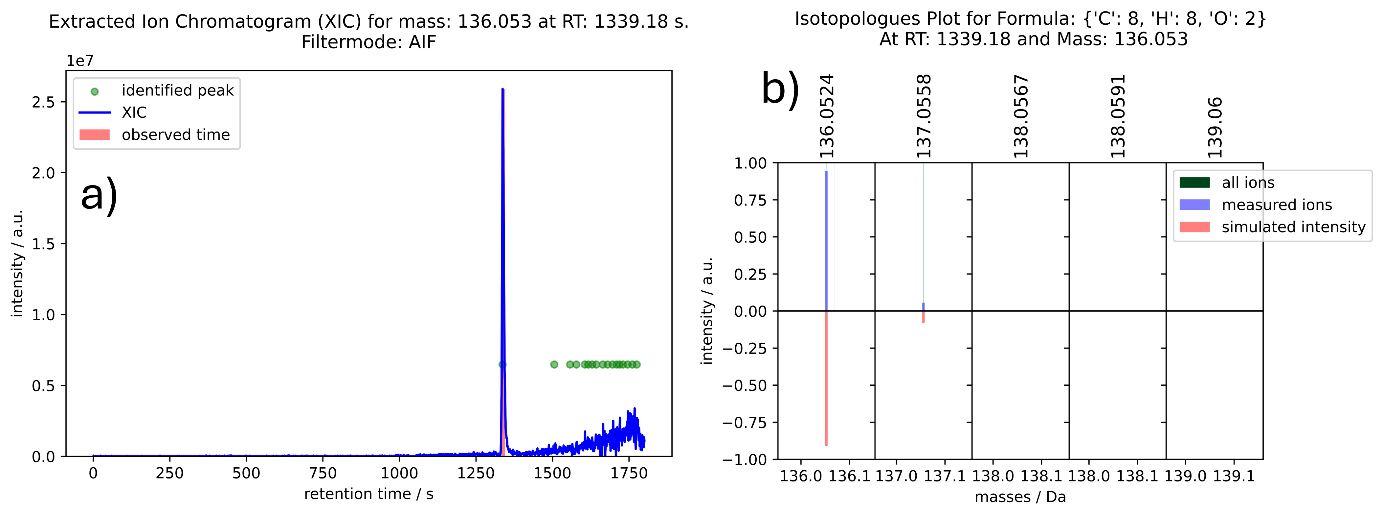 Extracted Ion Chromatogram (XIC) for mass: 136.053 at RT: 1339.18 s.
Filtermode: AIF
1e7
identified peak
XIC
observed time
a)
2.5
2.0
1.5
1.0
0.5
0.0
intensity / a.u.
0
250
500
750
1000
1250
1500
1750
retention time / s
Isotopologues Plot for Formula: {'C': 8, 'H': 8, 'O': 2}
At RT: 1339.18 and Mass: 136.053
b)
136.0524
137.0558
138.0567
138.0591
139.06
all ions
measured ions
simulated intensity
1.00
0.75
0.50
0.25
0.00
−0.25
−0.50
−0.75
−1.00
intensity / a.u.
136.0 136.1 137.0 137.1 138.0 138.1 138.0 138.1 139.0 139.1
masses / Da